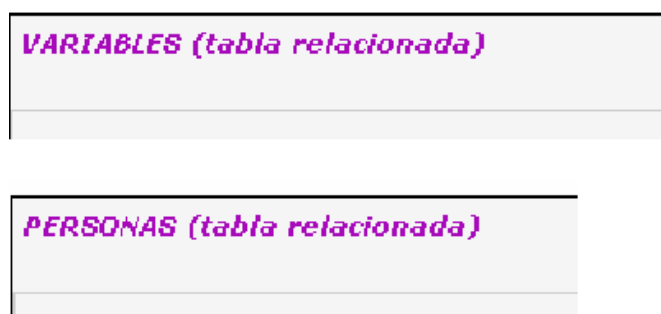 VARIABLES (tabla relacionada)
PERSONAS (tabla relacionada)